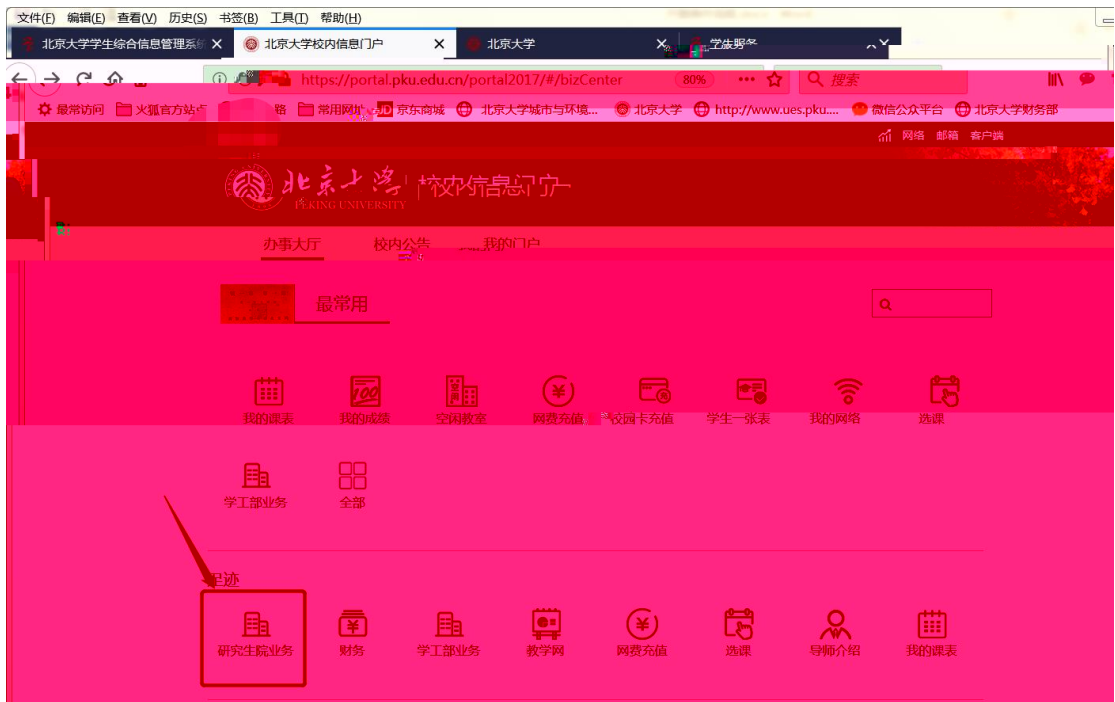 文件(F) 编辑(E) 查看(V) 历史(S) 书签(B) 工具(T) 帮助(H)
北京大学学生综合信息管理系统 北京大学校内信息门户 北京大学 学生服务
https://portal.pku.edu.cn/portal2017/#/bizCenter 80% 搜索
最常访问 火狐官方站点 常用网址 京东商城 北京大学城市与环境... 北京大学 http://www.ues.pku.... 微信公众平台 北京大学财务部
网络 邮箱 客户端
北京大学 校内信息门户
PEKING UNIVERSITY
办事大厅 校内公告 我的门户
最常用
我的课表 我的成绩 空闲教室 网费充值 校园卡充值 学生一张表 我的网络 选课
学工部业务 全部
足迹
研究生院业务 财务 学工部业务 教学网 网费充值 选课 导师介绍 我的课表